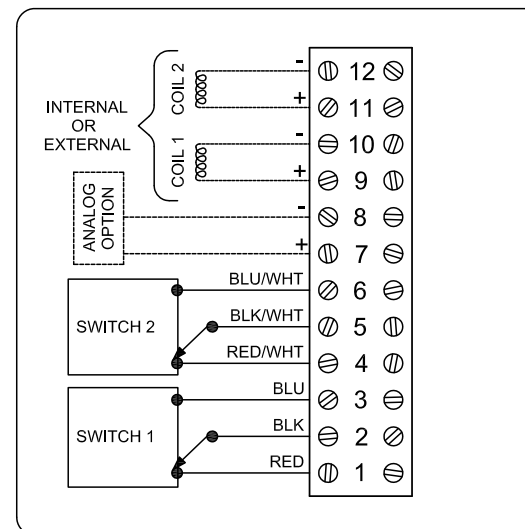 INTERNAL
OR
EXTERNAL
COIL 2
COIL 1
ANALOG
OPTION
- 12
+ 11
- 10
+ 9
- 8
+ 7
BLU/WHT 6
BLK/WHT 5
RED/WHT 4
SWITCH 2
BLU 3
BLK 2
RED 1
SWITCH 1